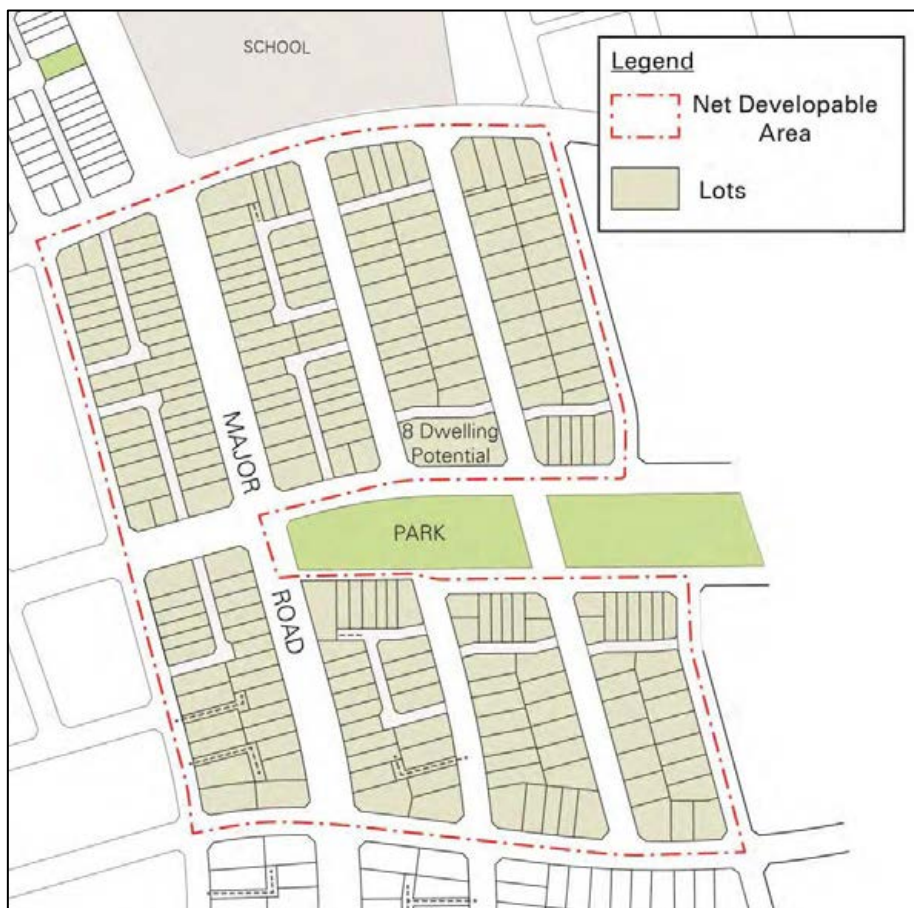 SCHOOL
Legend
Net Developable
Area
Lots
MAJOR
8 Dwelling
Potential
PARK
ROAD